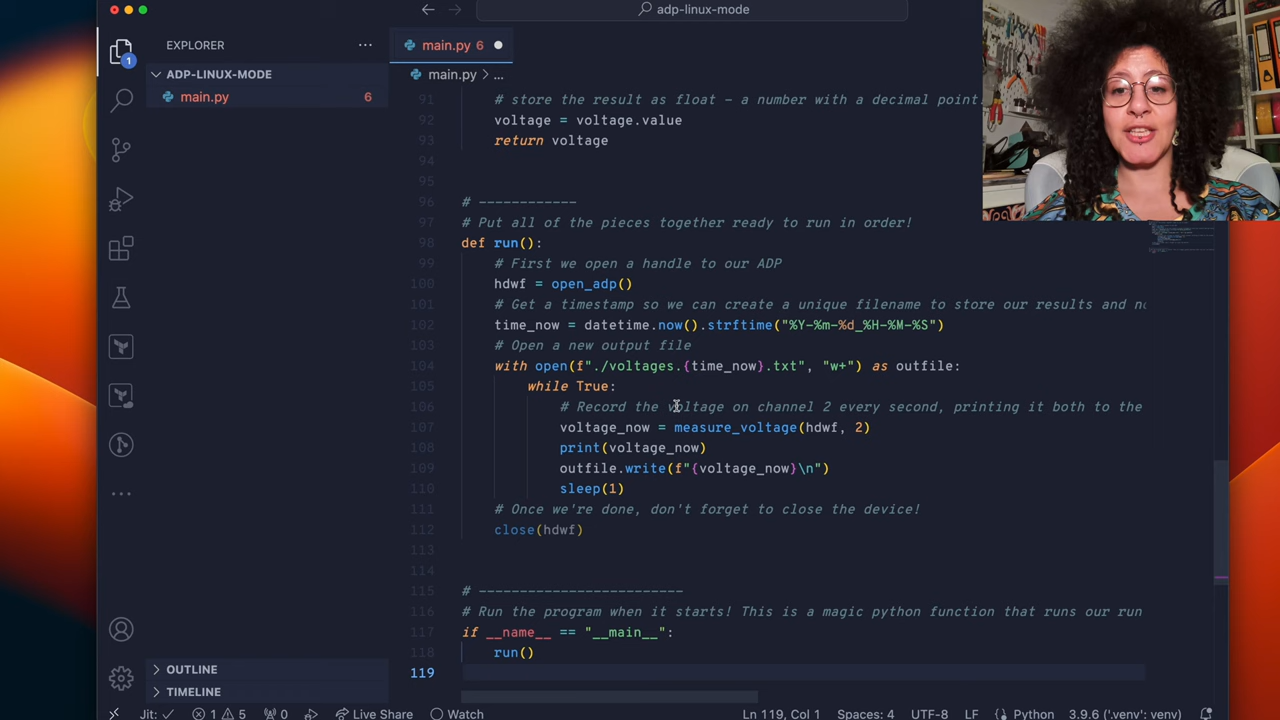 adp-linux-mode
EXPLORER
main.py 6
ADP-LINUX-MODE
main.py > ...
main.py 6
1
91 # store the result as float - a number with a decimal point.
92 voltage = voltage.value
93 return voltage
94
95
96 # ------------
97 # Put all of the pieces together ready to run in order!
98 def run():
99 # First we open a handle to our ADP
100 hdwf = open_adp()
101 # Get a timestamp so we can create a unique filename to store our results and
102 time_now = datetime.now().strftime("%Y-%m-%d_%H-%M-%S")
103 # Open a new output file
104 with open(f"./voltages.{time_now}.txt", "w+") as outfile:
105 while True:
106 # Record the voltage on channel 2 every second, printing it both to the
107 voltage_now = measure_voltage(hdwf, 2)
108 print(voltage_now)
109 outfile.write(f"{voltage_now}\n")
110 sleep(1)
111 # Once we're done, don't forget to close the device!
112 close(hdwf)
113
114
115 # -------------------------
116 # Run the program when it starts! This is a magic python function that runs our run
117 if __name__ == "__main__":
118 run()
119
OUTLINE
TIMELINE
Jit: ✓ 1 5 0 Live Share Watch Ln 119, Col 1 Spaces: 4 UTF-8 LF {} Python 3.9.6 ('.venv': venv)